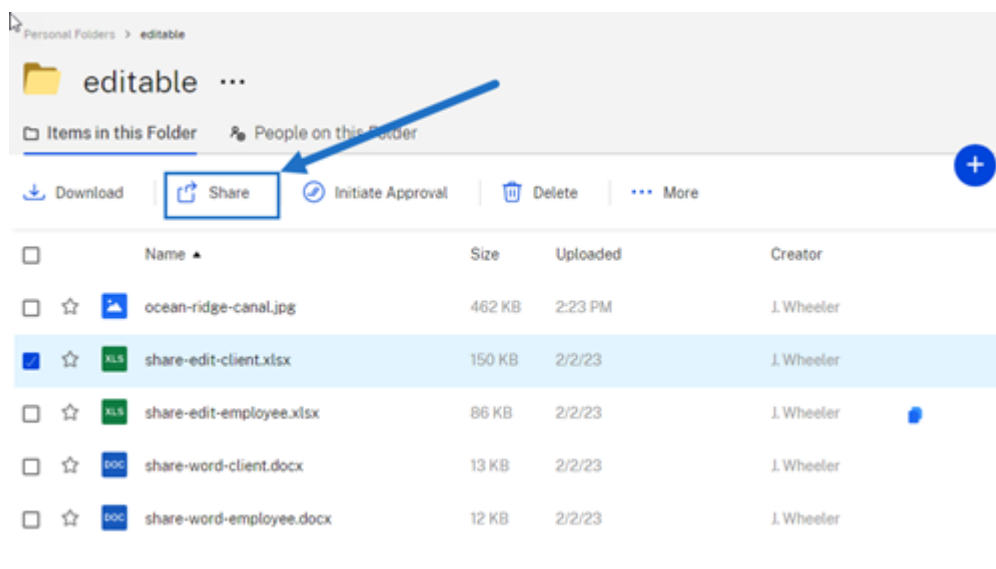 Personal Folders > editable
editable ...
Items in this Folder People on this Folder
Download Share Initiate Approval Delete ... More
Name Size Uploaded Creator
ocean-ridge-canal.jpg 462 KB 2:23 PM J. Wheeler
XLS share-edit-client.xlsx 150 KB 2/2/23 J. Wheeler
XLS share-edit-employee.xlsx 86 KB 2/2/23 J. Wheeler
DOC share-word-client.docx 13 KB 2/2/23 J. Wheeler
DOC share-word-employee.docx 12 KB 2/2/23 J. Wheeler